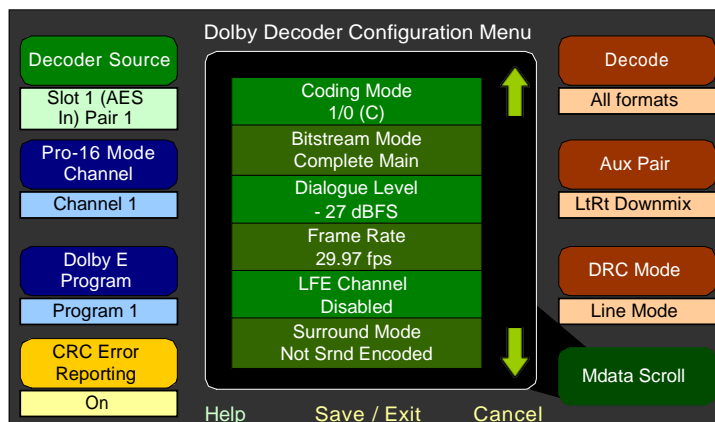 Dolby Decoder Configuration Menu
Decoder Source
Slot 1 (AES
In) Pair 1
Pro-16 Mode
Channel
Channel 1
Dolby E
Program
Program 1
CRC Error
Reporting
On
Coding Mode
1/0 (C)
Bitstream Mode
Complete Main
Dialogue Level
- 27 dBFS
Frame Rate
29.97 fps
LFE Channel
Disabled
Surround Mode
Not Srnd Encoded
Decode
All formats
Aux Pair
LtRt Downmix
DRC Mode
Line Mode
Mdata Scroll
Help
Save / Exit
Cancel